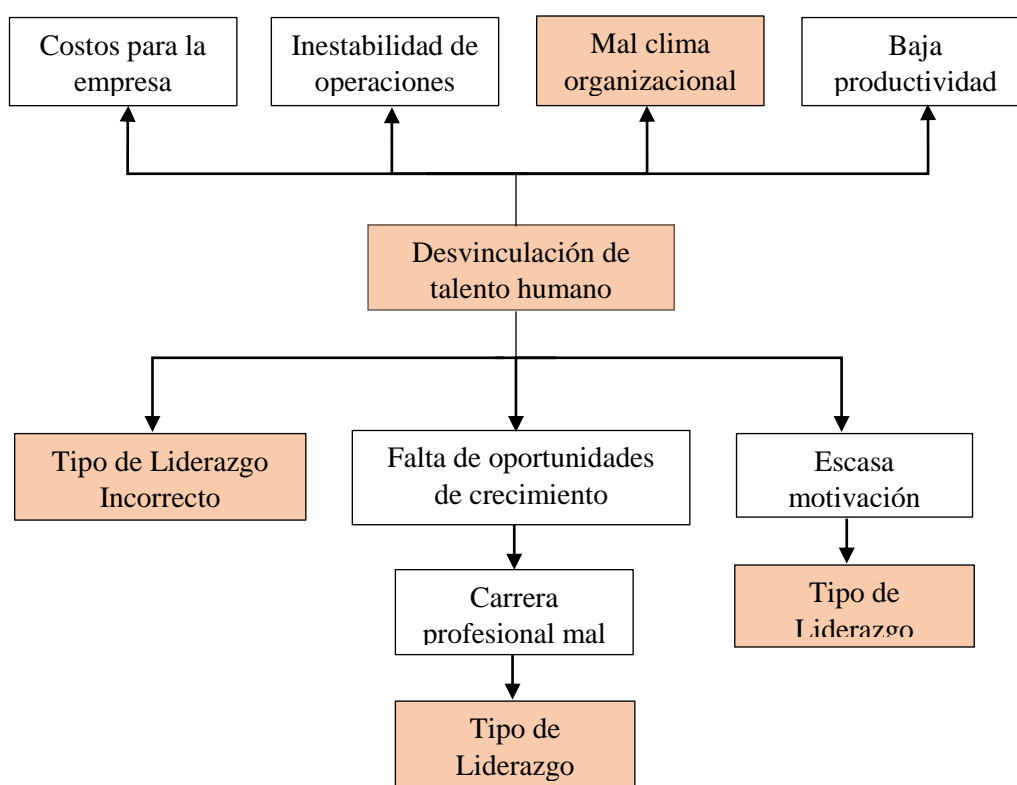 Costos para la
empresa
Inestabilidad de
operaciones
Mal clima
organizacional
Baja
productividad
Desvinculación de
talento humano
Tipo de Liderazgo
Incorrecto
Falta de oportunidades
de crecimiento
Escasa
motivación
Carrera
profesional mal
Tipo de
Liderazgo
Tipo de
Liderazgo